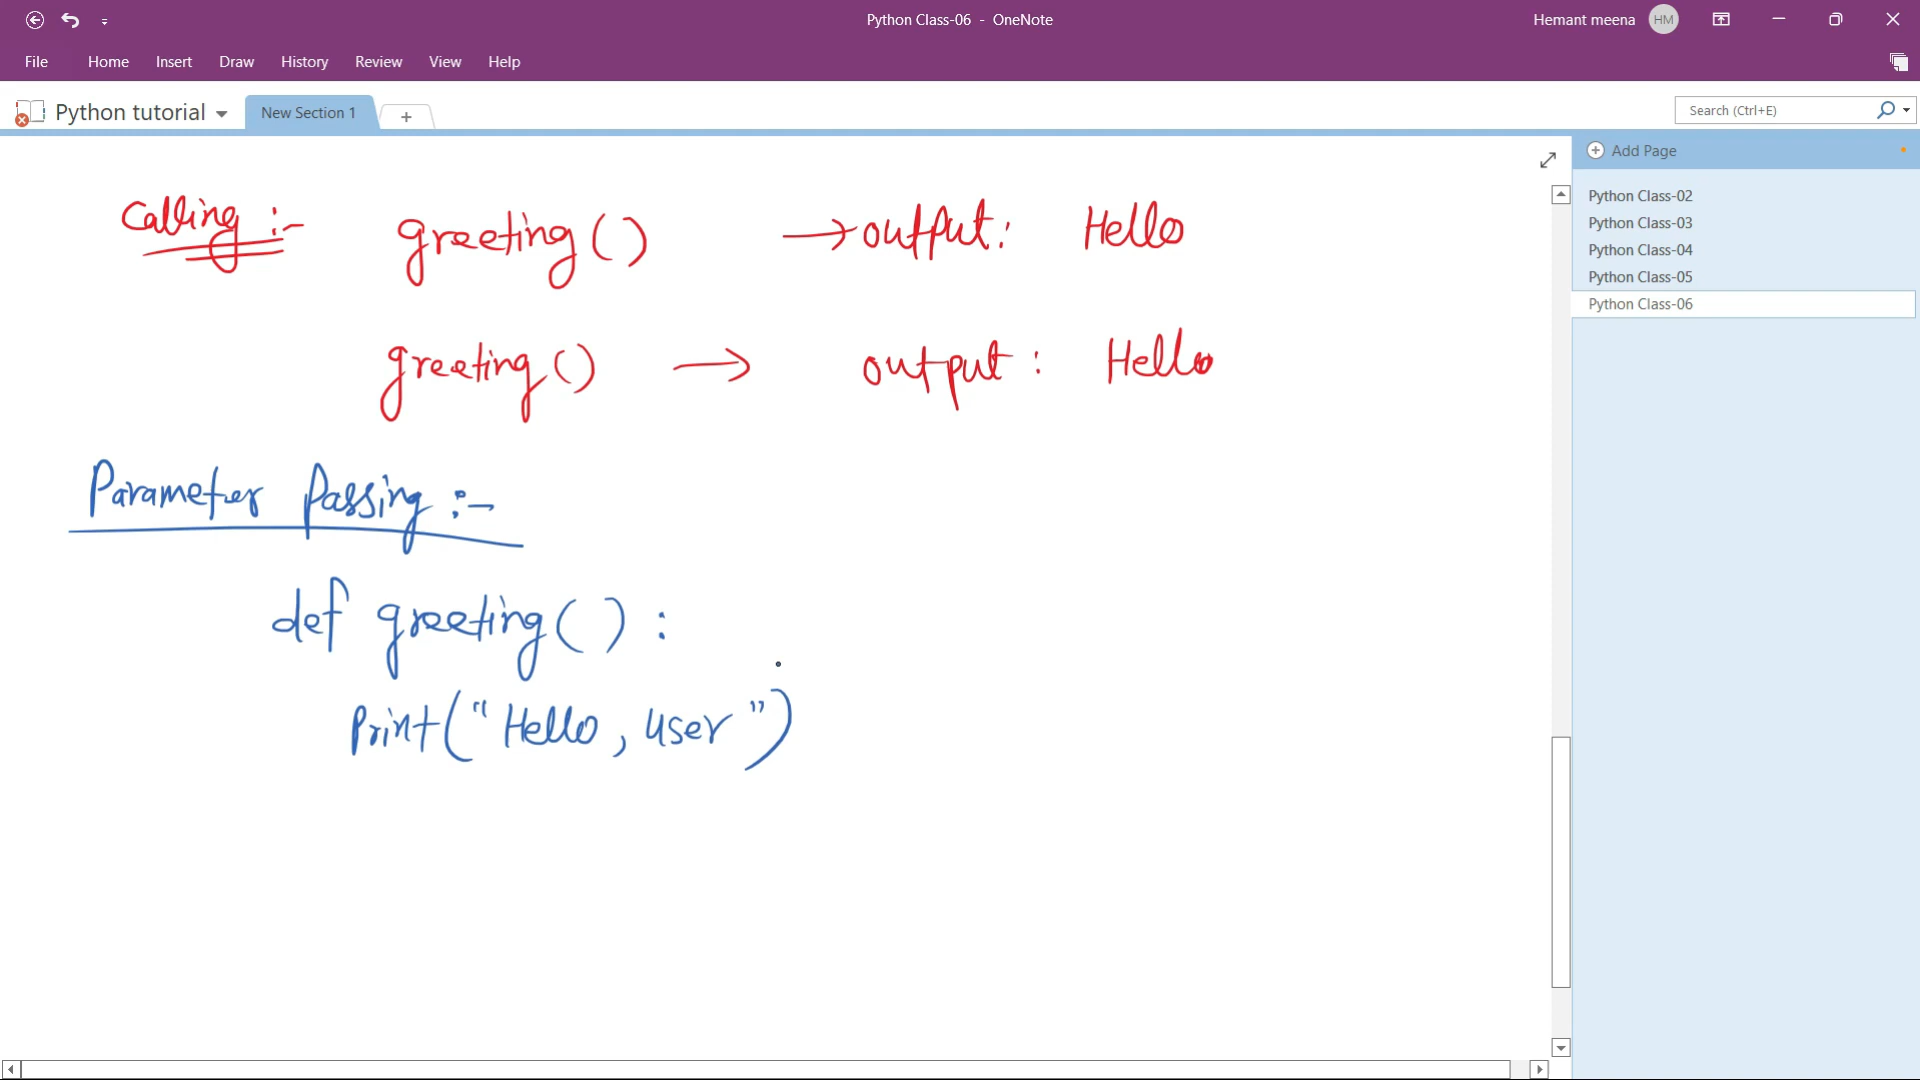 Python Class-06 - OneNote
Hemant meena HM
File Home Insert Draw History Review View Help
Python tutorial New Section 1 +
Search (Ctrl+E)
Add Page
Python Class-02
Python Class-03
Python Class-04
Python Class-05
Python Class-06
Calling :- greeting() → output: Hello
greeting() → output : Hello
Parameter Passing :-
def greeting( ) :
Print("Hello, user")